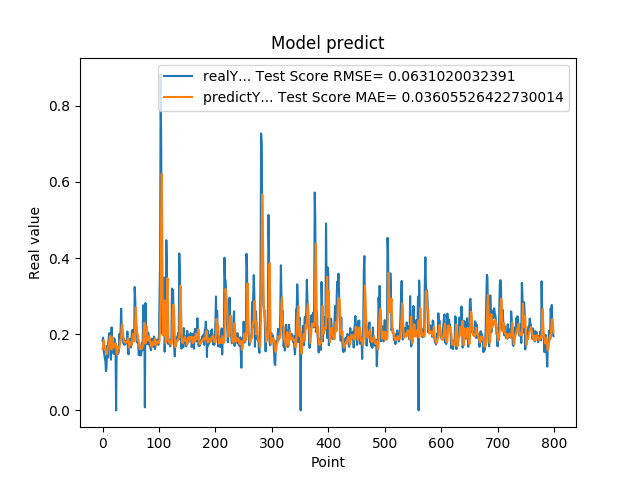 Model predict
realY... Test Score RMSE= 0.0631020032391
predictY... Test Score MAE= 0.03605526422730014
0.8
0.6
0.4
0.2
0.0
Real value
0 100 200 300 400 500 600 700 800
Point